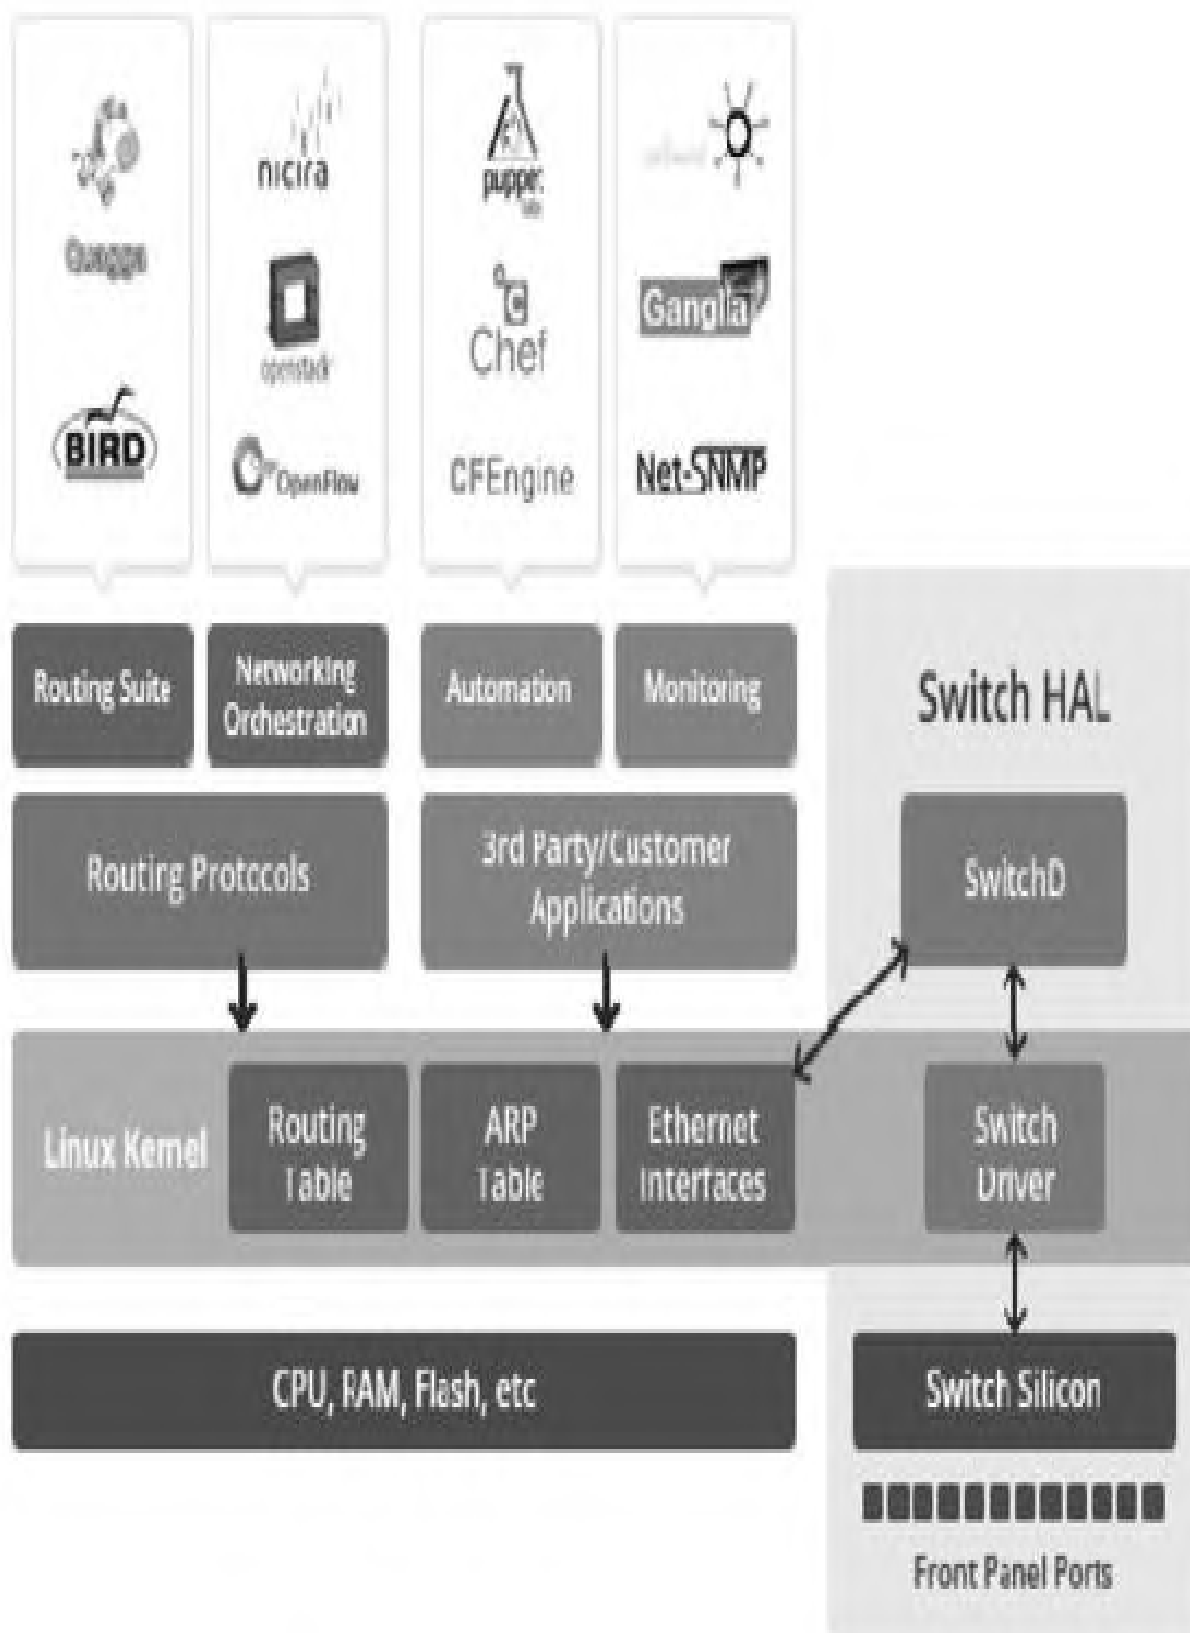 Quagga
BIRD
nicira
openstack
OpenFlow
puppet
labs
Chef
CFEngine
Ganglia
Net-SNMP
Routing Suite
Networking
Orchestration
Automation
Monitoring
Switch HAL
Routing Protocols
3rd Party/Customer
Applications
SwitchD
Linux Kernel
Routing
Table
ARP
Table
Ethernet
Interfaces
Switch
Driver
CPU, RAM, Flash, etc
Switch Silicon
Front Panel Ports